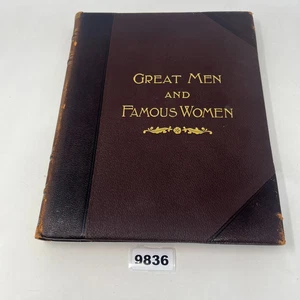 GREAT MEN
AND
FAMOUS WOMEN
9836